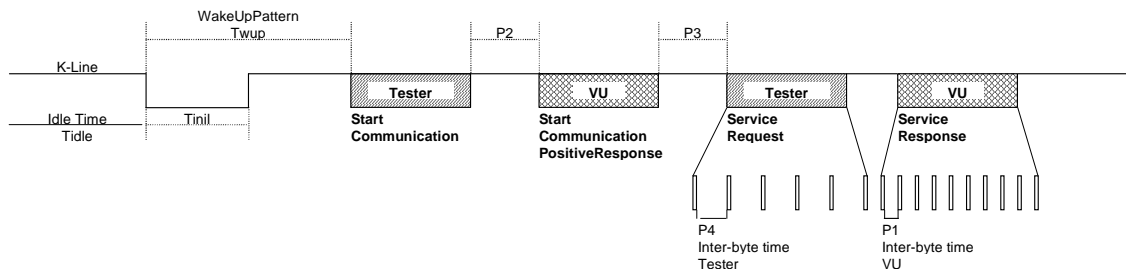 WakeUpPattern
Twup
P2
P3
K-Line
Tester
VU
Tester
VU
Idle Time
Tidle
Tinil
Start
Communication
Start
Communication
PositiveResponse
Service
Request
Service
Response
P4
Inter-byte time
Tester
P1
Inter-byte time
VU